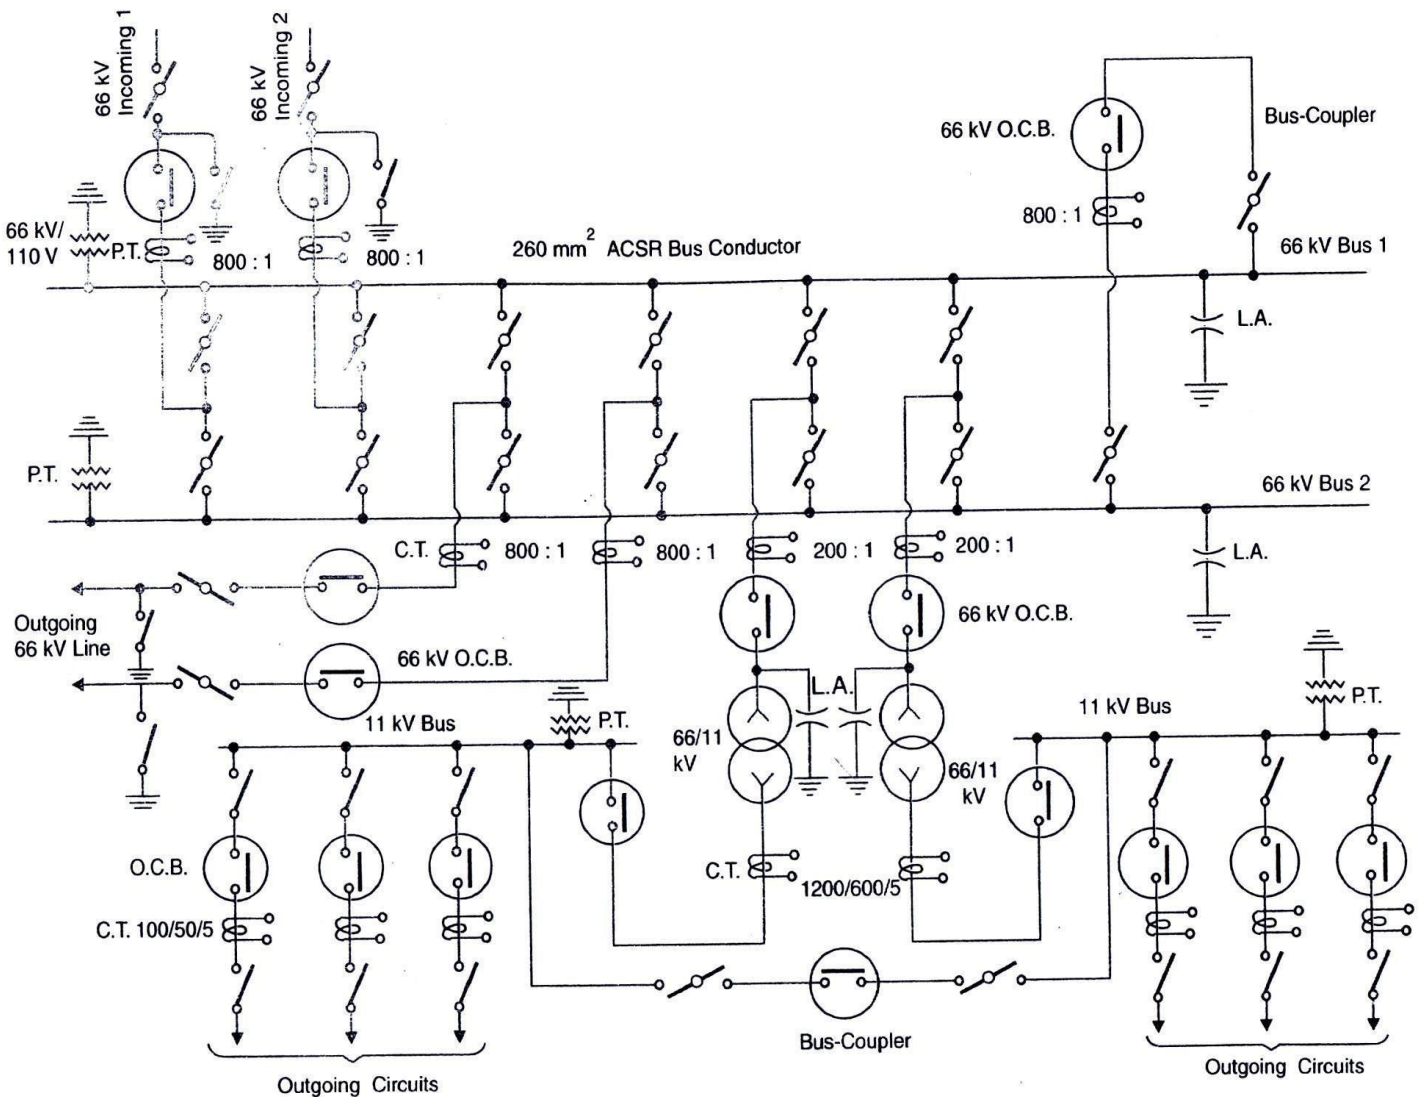 66 kV
Incoming 1
66 kV
Incoming 2
66 kV O.C.B.
Bus-Coupler
800 : 1
66 kV/
110 V
P.T.
800 : 1
800 : 1
260 mm² ACSR Bus Conductor
66 kV Bus 1
L.A.
P.T.
66 kV Bus 2
C.T.
800 : 1
800 : 1
200 : 1
200 : 1
L.A.
Outgoing
66 kV Line
66 kV O.C.B.
66 kV O.C.B.
11 kV Bus
P.T.
L.A.
66/11
kV
66/11
kV
11 kV Bus
P.T.
O.C.B.
C.T. 100/50/5
C.T.
1200/600/5
Bus-Coupler
Outgoing Circuits
Outgoing Circuits